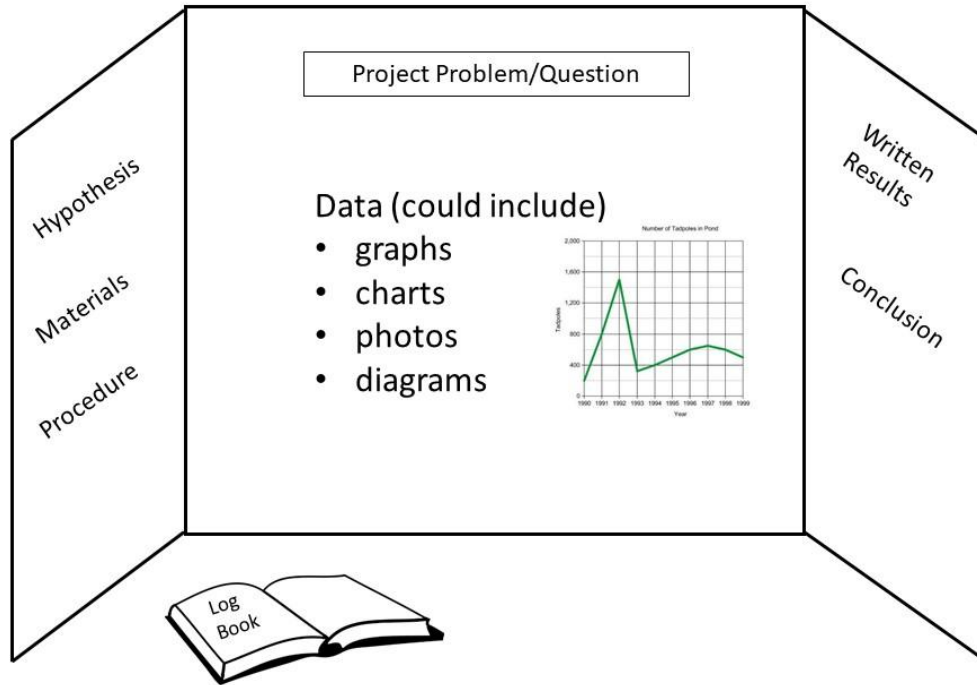 Project Problem/Question
Hypothesis
Materials
Procedure
Data (could include)
• graphs
• charts
• photos
• diagrams
Number of Tadpoles in Pond
2,000
1,600
1,200
800
400
0
Tadpoles
1990 1991 1992 1993 1994 1995 1996 1997 1998 1999
Year
Written
Results
Conclusion
Log
Book